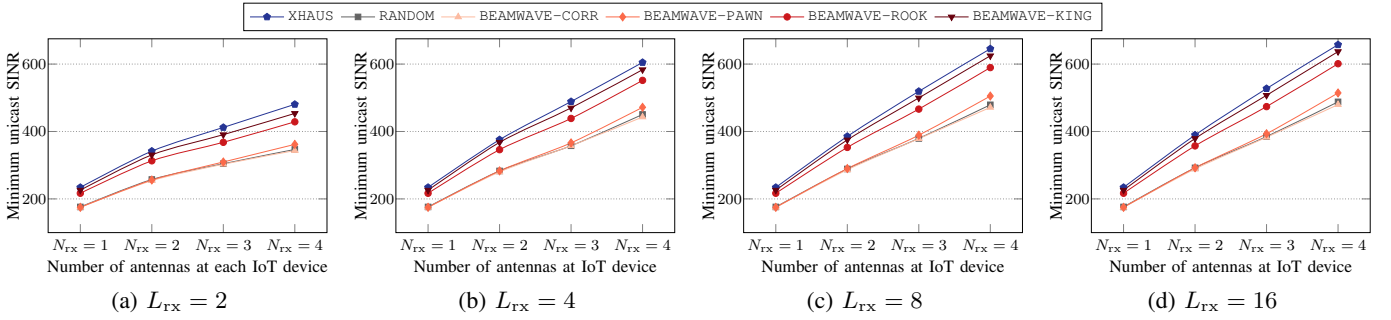 XHAUS RANDOM BEAMWAVE-CORR BEAMWAVE-PAWN BEAMWAVE-ROOK BEAMWAVE-KING
Minimum unicast SINR
600
400
200
N_rx = 1 N_rx = 2 N_rx = 3 N_rx = 4
Number of antennas at each IoT device
(a) L_rx = 2
Minimum unicast SINR
600
400
200
N_rx = 1 N_rx = 2 N_rx = 3 N_rx = 4
Number of antennas at IoT device
(b) L_rx = 4
Minimum unicast SINR
600
400
200
N_rx = 1 N_rx = 2 N_rx = 3 N_rx = 4
Number of antennas at IoT device
(c) L_rx = 8
Minimum unicast SINR
600
400
200
N_rx = 1 N_rx = 2 N_rx = 3 N_rx = 4
Number of antennas at IoT device
(d) L_rx = 16